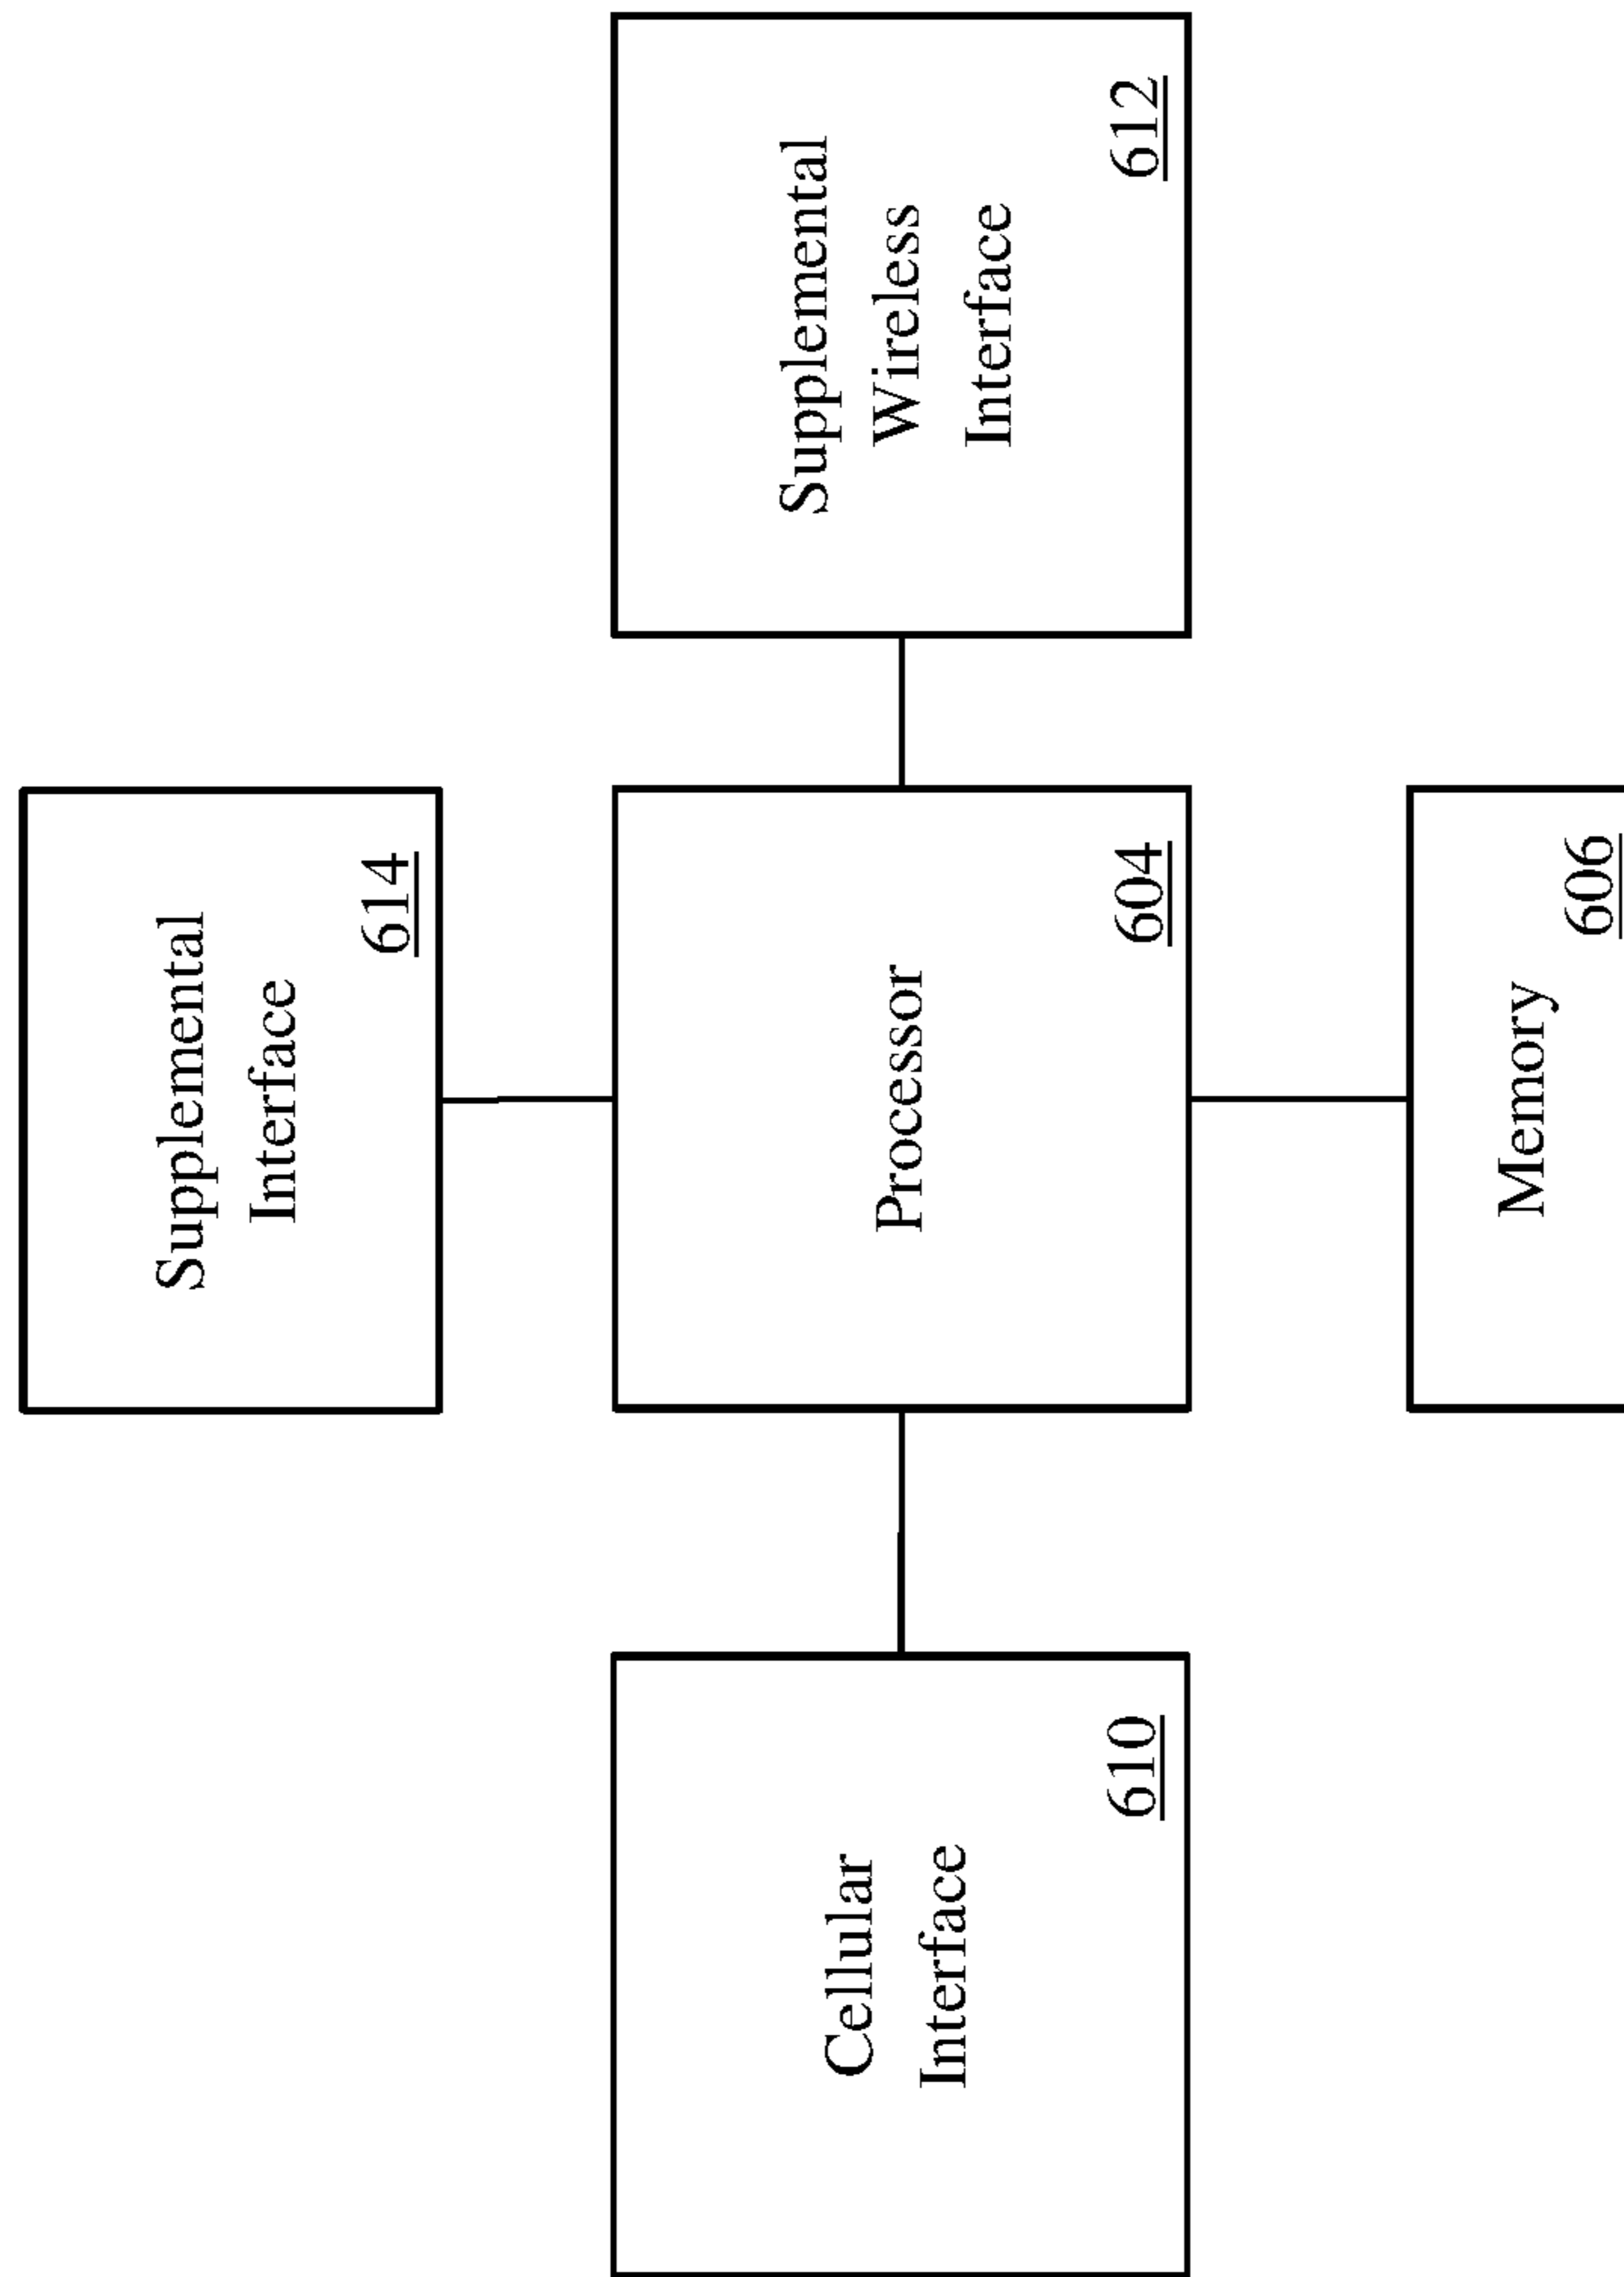 Supplemental
Interface
614
Cellular
Interface
610
Processor
604
Supplemental
Wireless
Interface
612
Memory
606